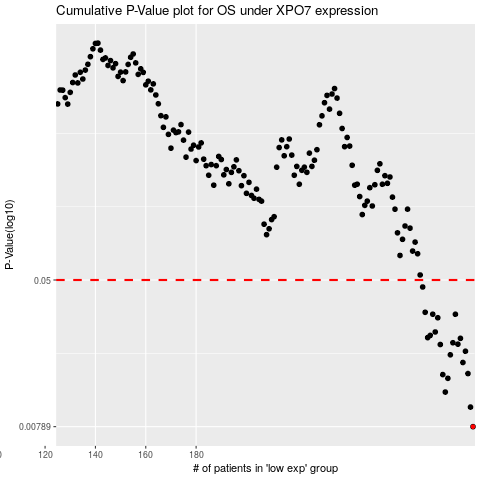 Cumulative P-Value plot for OS under XPO7 expression
P-Value(log10)
0.05
0.00789
0
120
140
160
180
# of patients in 'low exp' group